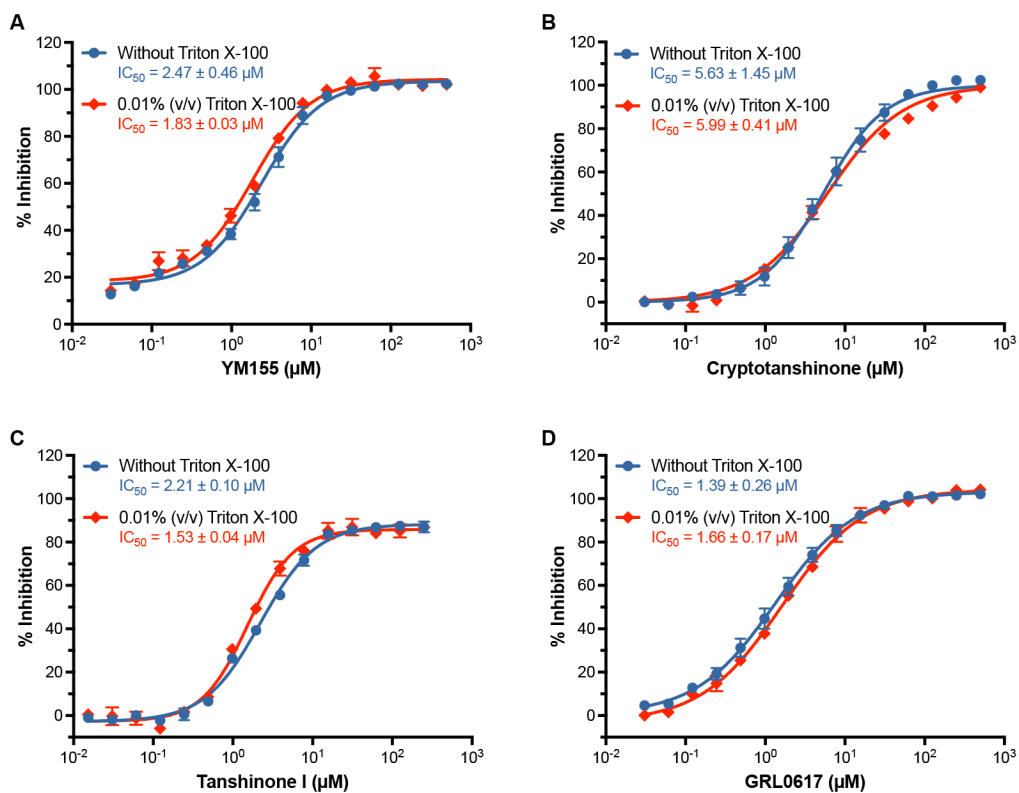 A
120
100
80
60
40
20
0
% Inhibition
Without Triton X-100
IC50 = 2.47 ± 0.46 µM
0.01% (v/v) Triton X-100
IC50 = 1.83 ± 0.03 µM
10-2 10-1 100 101 102 103
YM155 (µM)
B
120
100
80
60
40
20
0
% Inhibition
Without Triton X-100
IC50 = 5.63 ± 1.45 µM
0.01% (v/v) Triton X-100
IC50 = 5.99 ± 0.41 µM
10-2 10-1 100 101 102 103
Cryptotanshinone (µM)
C
120
100
80
60
40
20
0
% Inhibition
Without Triton X-100
IC50 = 2.21 ± 0.10 µM
0.01% (v/v) Triton X-100
IC50 = 1.53 ± 0.04 µM
10-2 10-1 100 101 102 103
Tanshinone I (µM)
D
120
100
80
60
40
20
0
% Inhibition
Without Triton X-100
IC50 = 1.39 ± 0.26 µM
0.01% (v/v) Triton X-100
IC50 = 1.66 ± 0.17 µM
10-2 10-1 100 101 102 103
GRL0617 (µM)